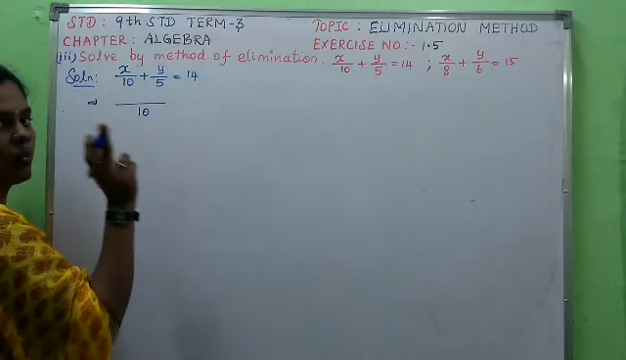 STD : 9th STD TERM-3
TOPIC : ELIMINATION METHOD
CHAPTER : ALGEBRA
EXERCISE NO :- 1.5
(iii) Solve by method of elimination. x/10 + y/5 = 14 ; x/8 + y/6 = 15
Soln: x/10 + y/5 = 14
⇒ ―/10